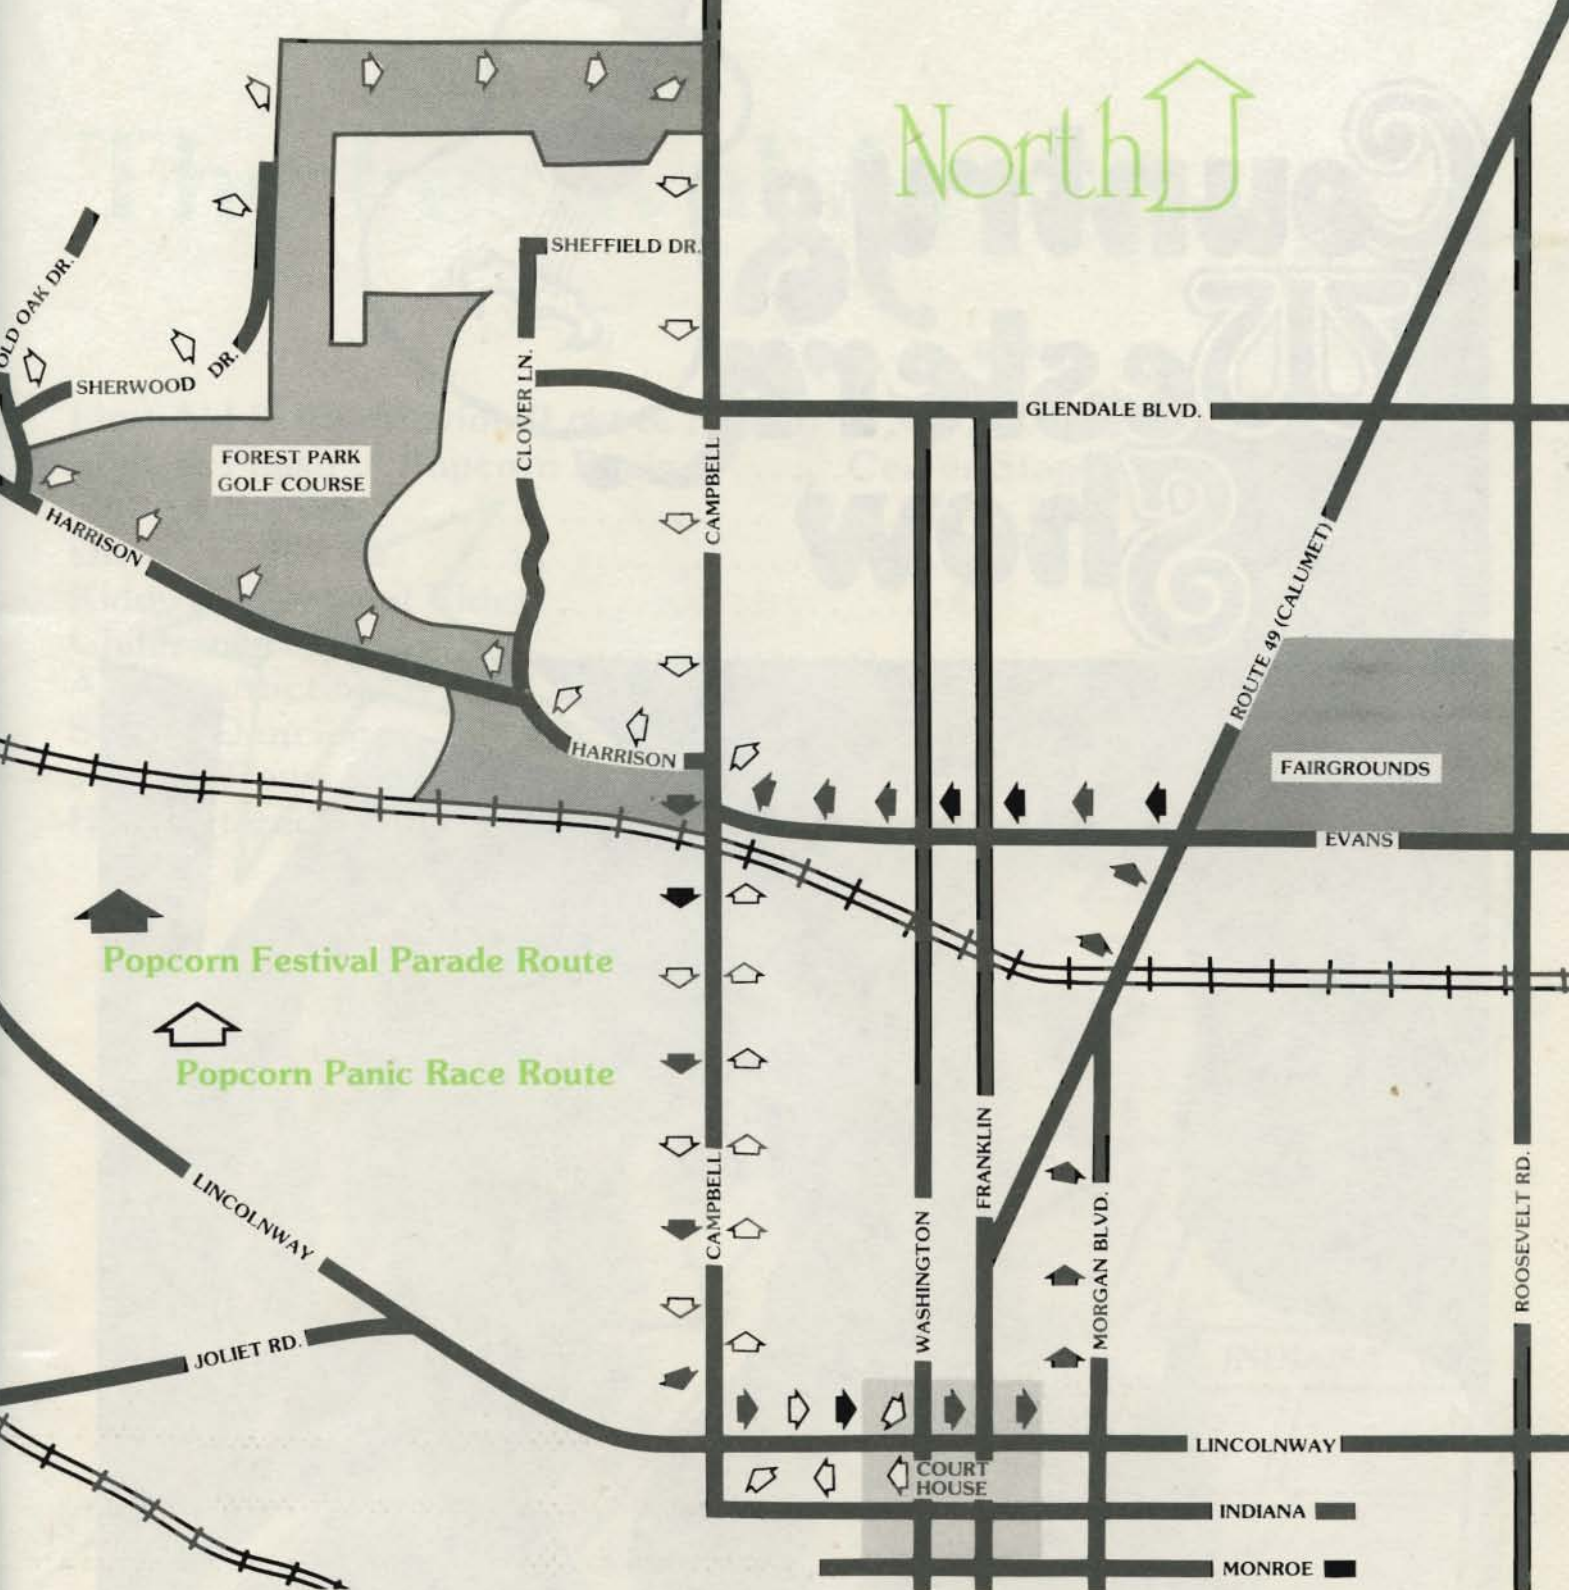 North
SHEFFIELD DR.
OLD OAK DR.
SHERWOOD DR.
CLOVER LN.
GLENDALE BLVD.
FOREST PARK
GOLF COURSE
CAMPBELL
HARRISON
ROUTE 49 (CALUMET)
HARRISON
FAIRGROUNDS
EVANS
Popcorn Festival Parade Route
Popcorn Panic Race Route
LINCOLNWAY
CAMPBELL
FRANKLIN
WASHINGTON
MORGAN BLVD.
ROOSEVELT RD.
JOLIET RD.
LINCOLNWAY
COURT
HOUSE
INDIANA
MONROE